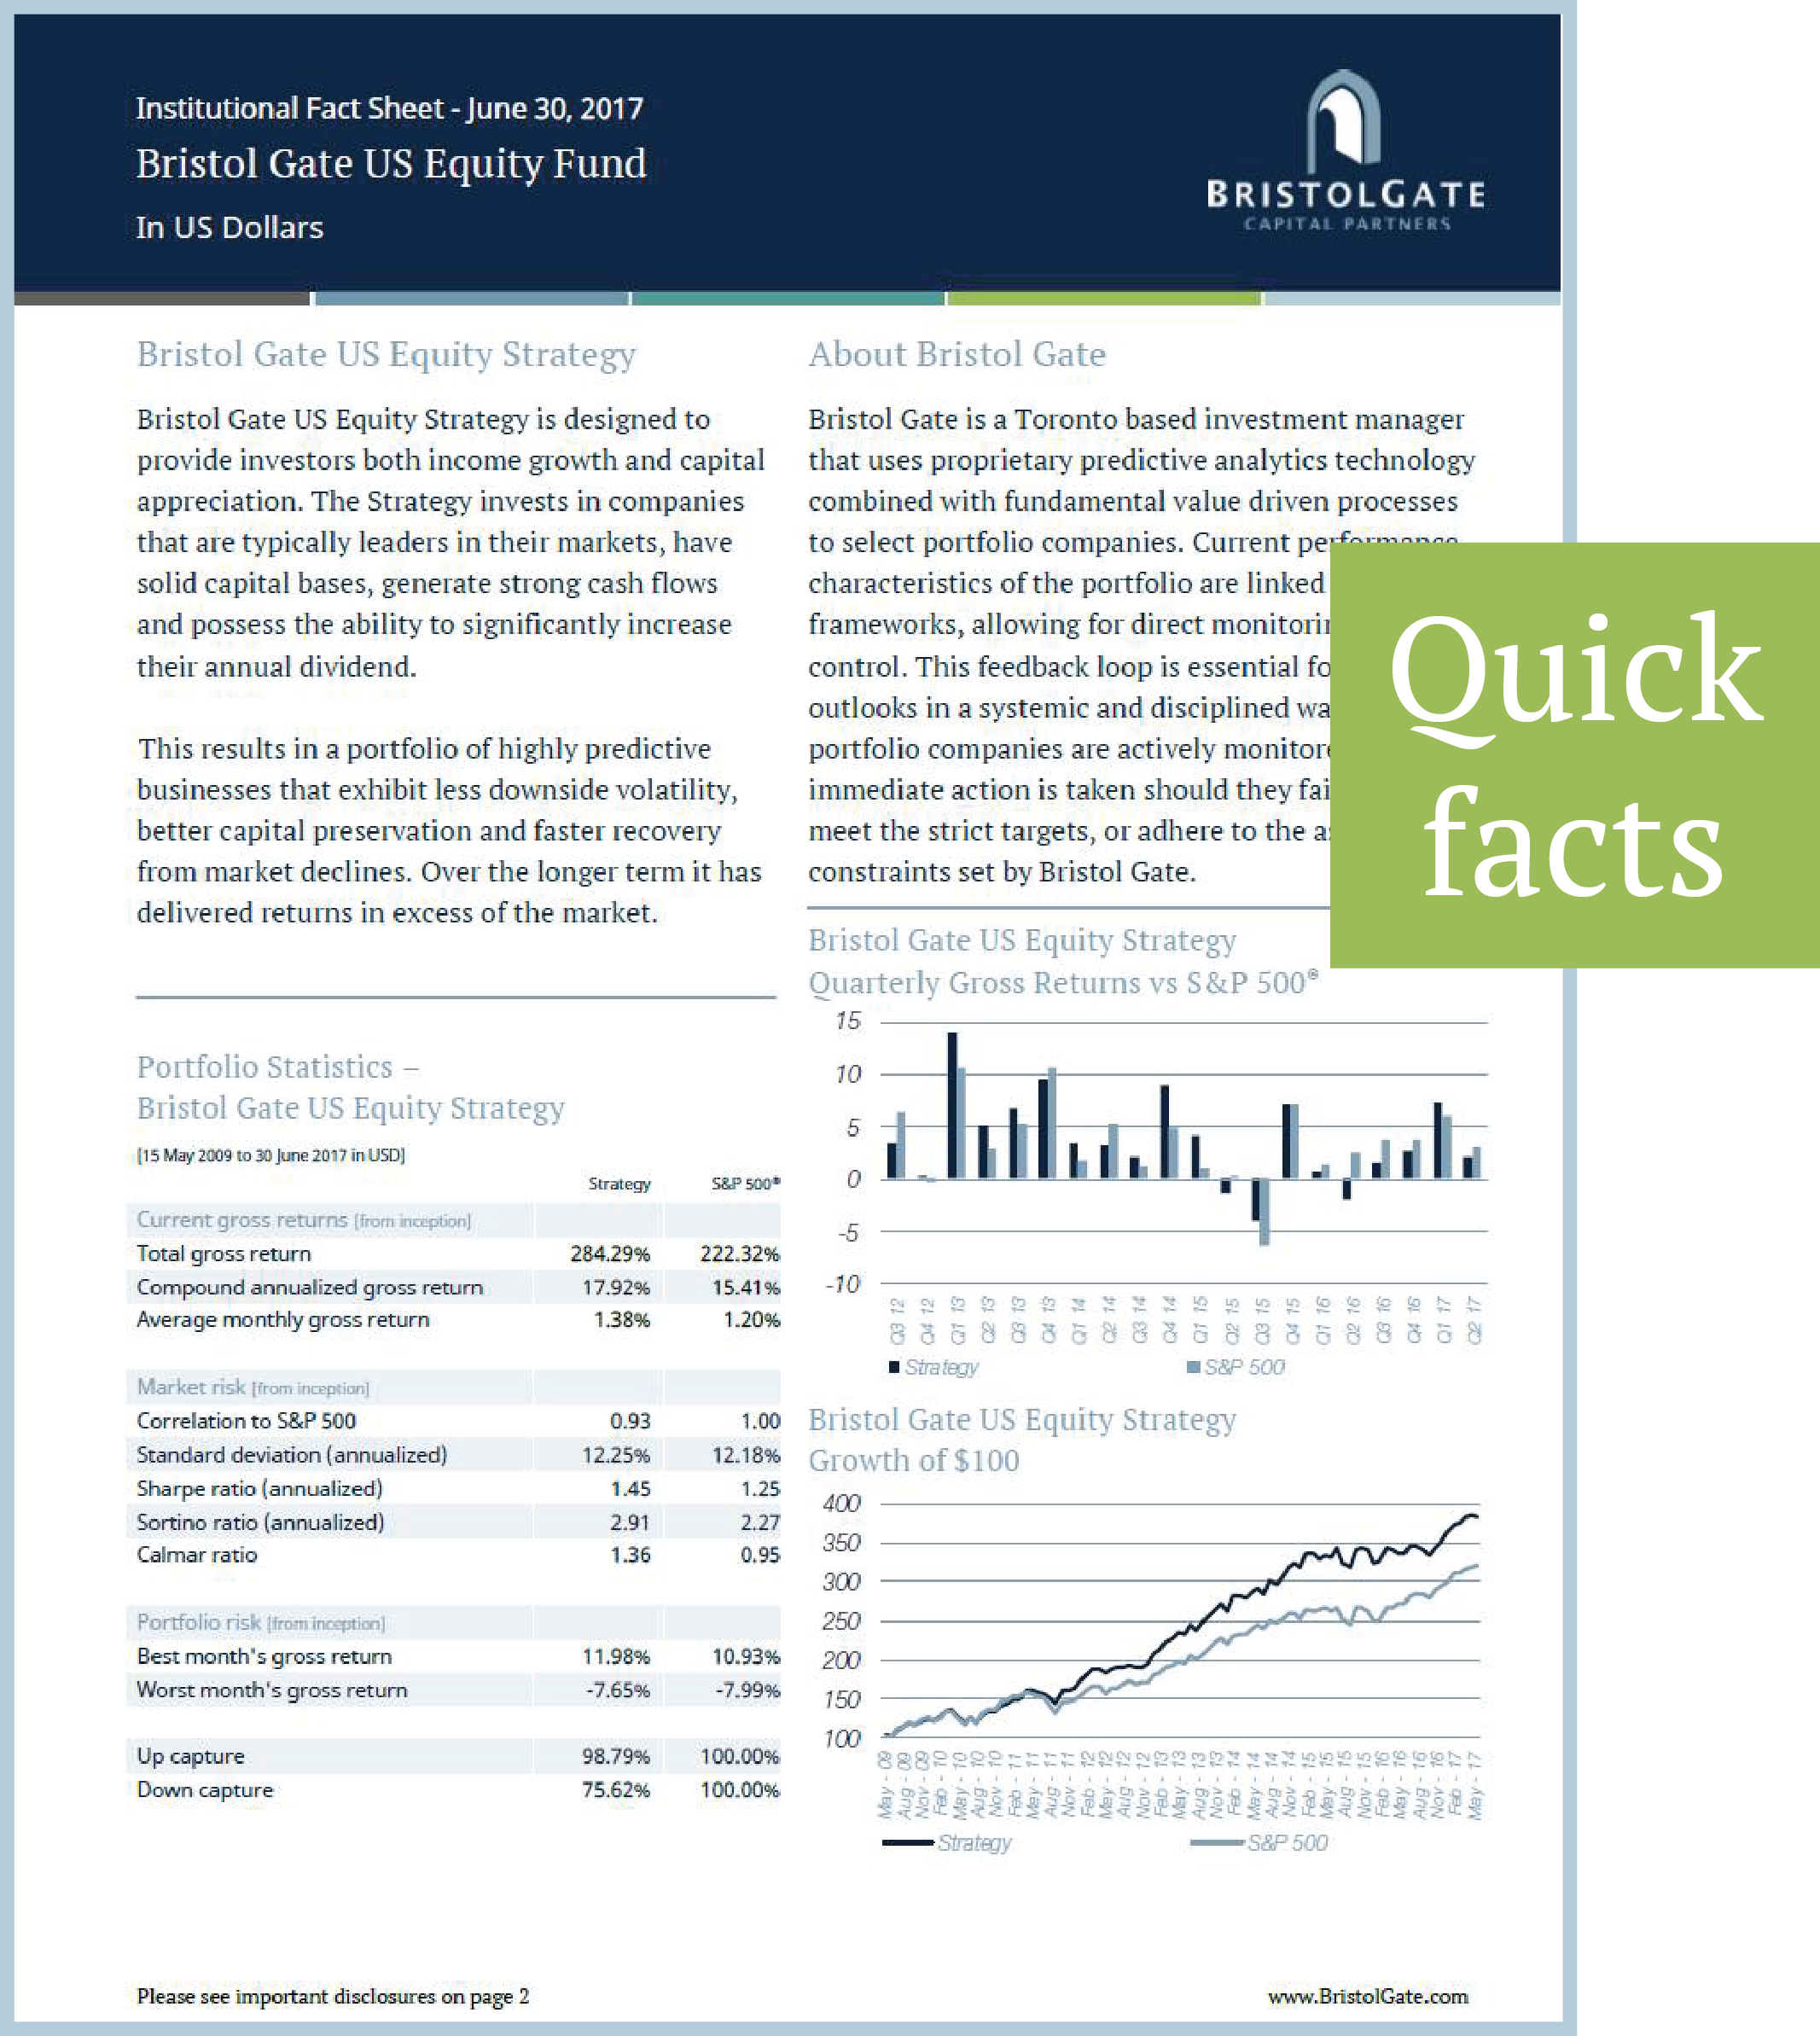 Institutional Fact Sheet - June 30, 2017
Bristol Gate US Equity Fund
In US Dollars
BRISTOLGATE
CAPITAL PARTNERS
Bristol Gate US Equity Strategy
Bristol Gate US Equity Strategy is designed to
provide investors both income growth and capital
appreciation. The Strategy invests in companies
that are typically leaders in their markets, have
solid capital bases, generate strong cash flows
and possess the ability to significantly increase
their annual dividend.
This results in a portfolio of highly predictive
businesses that exhibit less downside volatility,
better capital preservation and faster recovery
from market declines. Over the longer term it has
delivered returns in excess of the market.
Portfolio Statistics –
Bristol Gate US Equity Strategy
[15 May 2009 to 30 June 2017 in USD]
Strategy S&P 500®
Current gross returns [from inception]
Total gross return 284.29% 222.32%
Compound annualized gross return 17.92% 15.41%
Average monthly gross return 1.38% 1.20%
Market risk [from inception]
Correlation to S&P 500 0.93 1.00
Standard deviation (annualized) 12.25% 12.18%
Sharpe ratio (annualized) 1.45 1.25
Sortino ratio (annualized) 2.91 2.27
Calmar ratio 1.36 0.95
Portfolio risk [from inception]
Best month's gross return 11.98% 10.93%
Worst month's gross return -7.65% -7.99%
Up capture 98.79% 100.00%
Down capture 75.62% 100.00%
About Bristol Gate
Bristol Gate is a Toronto based investment manager
that uses proprietary predictive analytics technology
combined with fundamental value driven processes
to select portfolio companies. Current performance
characteristics of the portfolio are linked
frameworks, allowing for direct
control. This feedback loop is essential
outlooks in a systemic and disciplined
portfolio companies are actively
immediate action is taken should they
meet the strict targets, or adhere to the
constraints set by Bristol Gate.
Quick
facts
Bristol Gate US Equity Strategy
Quarterly Gross Returns vs S&P 500®
15
10
5
0
-5
-10
Q3 12 Q4 12 Q1 13 Q2 13 Q3 13 Q4 13 Q1 14 Q2 14 Q3 14 Q4 14 Q1 15 Q2 15 Q3 15 Q4 15 Q1 16 Q2 16 Q3 16 Q4 16 Q1 17 Q2 17
Strategy S&P 500
Bristol Gate US Equity Strategy
Growth of $100
400
350
300
250
200
150
100
May - 09 Aug - 09 Nov - 09 Feb - 10 May - 10 Aug - 10 Nov - 10 Feb - 11 May - 11 Aug - 11 Nov - 11 Feb - 12 May - 12 Aug - 12 Nov - 12 Feb - 13 May - 13 Aug - 13 Nov - 13 Feb - 14 May - 14 Aug - 14 Nov - 14 Feb - 15 May - 15 Aug - 15 Nov - 15 Feb - 16 May - 16 Aug - 16 Nov - 16 Feb - 17 May - 17
Strategy S&P 500
Please see important disclosures on page 2
www.BristolGate.com